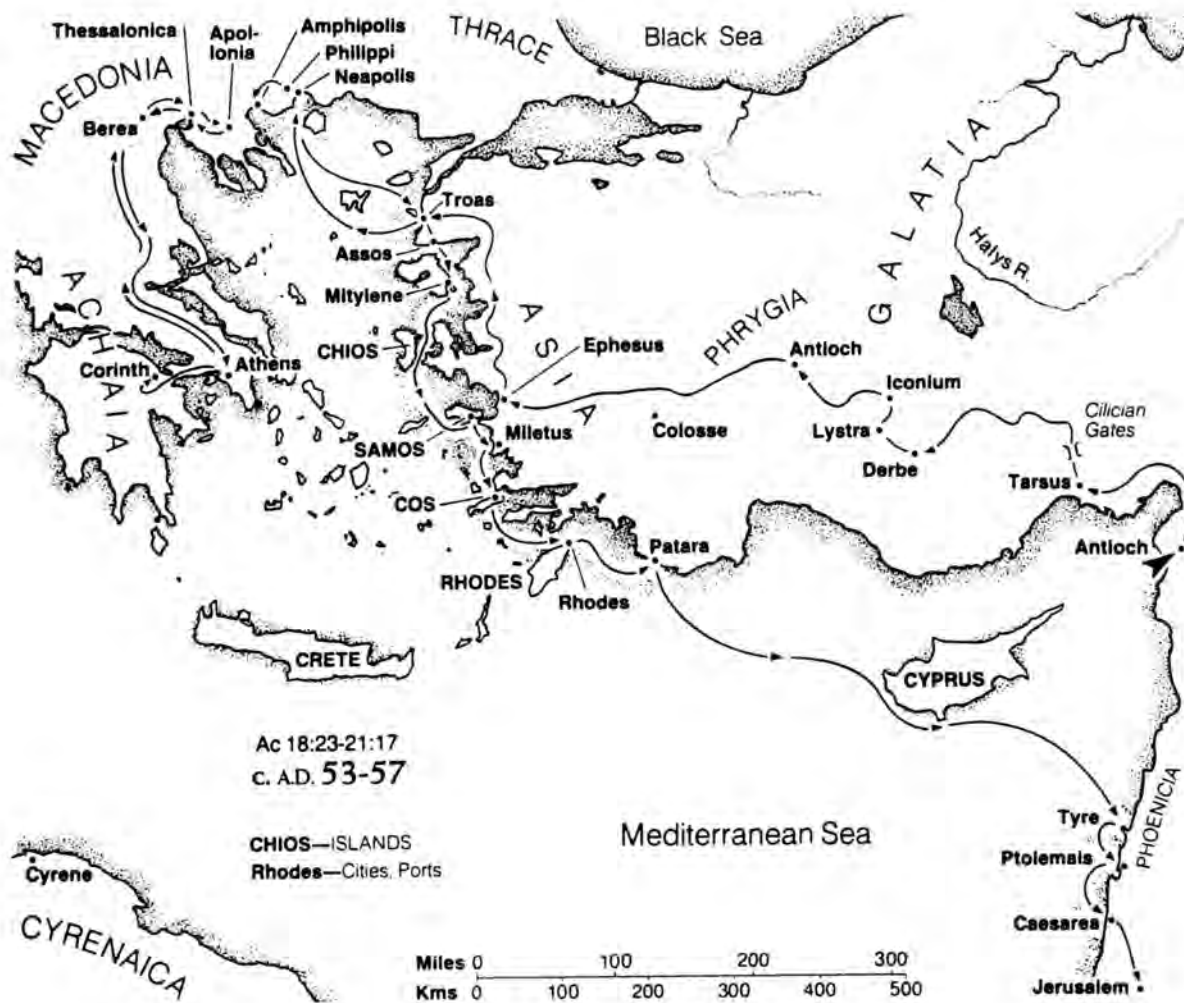 Thessalonica
Apol-
lonia
Amphipolis
Philippi
Neapolis
THRACE
Black Sea
MACEDONIA
Berea
GALATIA
Halys R.
Troas
Assos
Mitylene
ASIA
PHRYGIA
ACHAIA
CHIOS
Ephesus
Antioch
Corinth
Athens
Iconium
SAMOS
Miletus
Colosse
Lystra
Cilician
Gates
Derbe
Tarsus
COS
Patara
Antioch
RHODES
Rhodes
CRETE
CYPRUS
Ac 18:23-21:17
c. A.D. 53-57
Mediterranean Sea
PHOENICIA
Tyre
Ptolemais
CHIOS—ISLANDS
Rhodes—Cities, Ports
Cyrene
Caesarea
CYRENAICA
Miles 0 100 200 300
Kms 0 100 200 300 400 500
Jerusalem